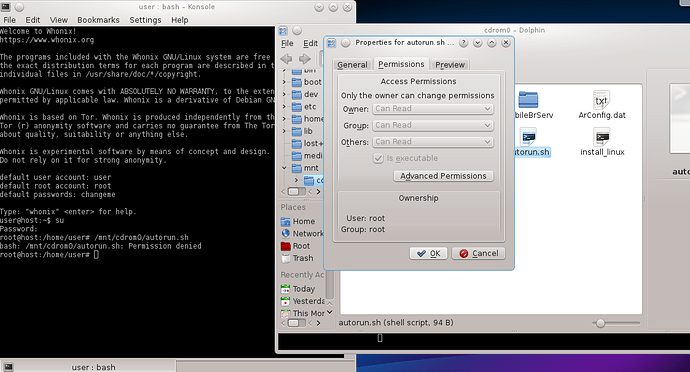 user : bash – Konsole
File Edit View Bookmarks Settings Help
Welcome to Whonix!
https://www.whonix.org
The programs included with the Whonix GNU/Linux system are free
the exact distribution terms for each program are described in t
individual files in /usr/share/doc/*/copyright.
Whonix GNU/Linux comes with ABSOLUTELY NO WARRANTY, to the exten
permitted by applicable law. Whonix is a derivative of Debian GN
Whonix is based on Tor. Whonix is produced independently from th
Tor (r) anonymity software and carries no guarantee from The Tor
about quality, suitability or anything else.
Whonix is experimental software by means of concept and design.
Do not rely on it for strong anonymity.
default user account: user
default root account: root
default passwords: changeme
Type: "whonix" <enter> for help.
user@host:~$ su
Password:
root@host:/home/user# /mnt/cdrom0/autorun.sh
bash: /mnt/cdrom0/autorun.sh: Permission denied
root@host:/home/user#
user : bash
cdrom0 – Dolphin
File Edit
bin
boot
dev
etc
home
lib
lost+
medi
mnt
Places
Home
Network
Root
Trash
Recently A
Today
Yesterda
This Mon
Properties for autorun.sh ...
General Permissions Preview
Access Permissions
Only the owner can change permissions
Owner: Can Read
Group: Can Read
Others: Can Read
Is executable
Advanced Permissions
Ownership
User: root
Group: root
OK Cancel
bileBrServ
ArConfig.dat
utorun.sh
install_linux
auto
autorun.sh (shell script, 94 B)